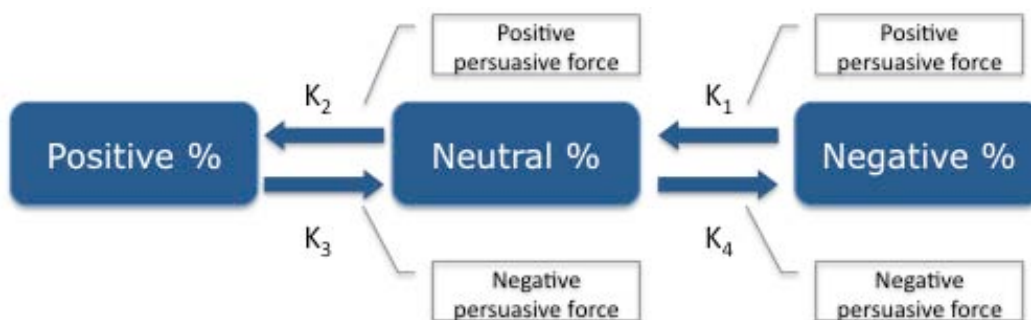 Positive
persuasive force
Positive
persuasive force
K₂
K₁
Positive %
Neutral %
Negative %
K₃
K₄
Negative
persuasive force
Negative
persuasive force